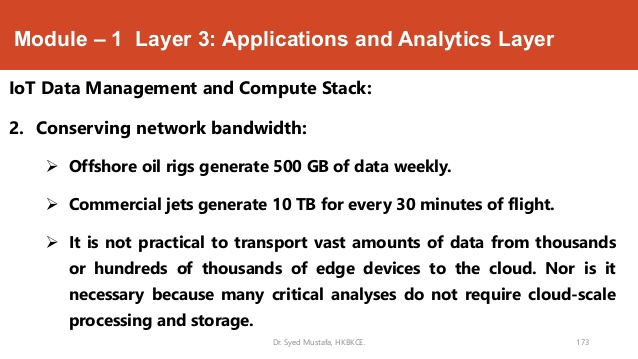 Module – 1 Layer 3: Applications and Analytics Layer
IoT Data Management and Compute Stack:
2. Conserving network bandwidth:
➢ Offshore oil rigs generate 500 GB of data weekly.
➢ Commercial jets generate 10 TB for every 30 minutes of flight.
➢ It is not practical to transport vast amounts of data from thousands
or hundreds of thousands of edge devices to the cloud. Nor is it
necessary because many critical analyses do not require cloud-scale
processing and storage.
Dr. Syed Mustafa, HKBKCE. 173